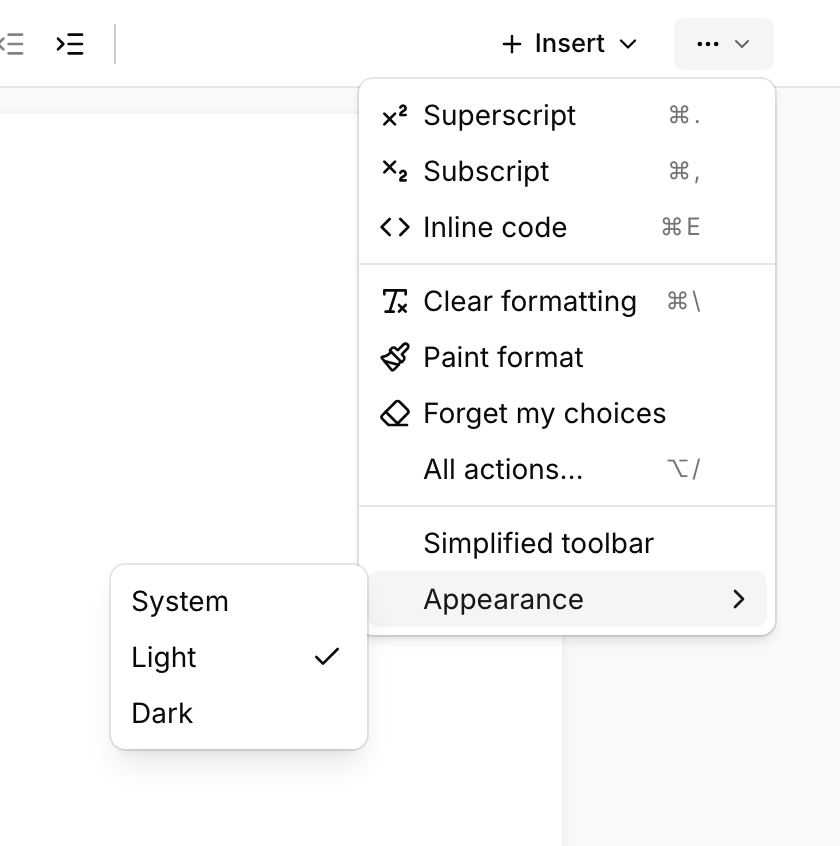 Insert
Superscript ⌘.
Subscript ⌘,
Inline code ⌘E
Clear formatting ⌘\
Paint format
Forget my choices
All actions... ⌥/
Simplified toolbar
Appearance
System
Light
Dark